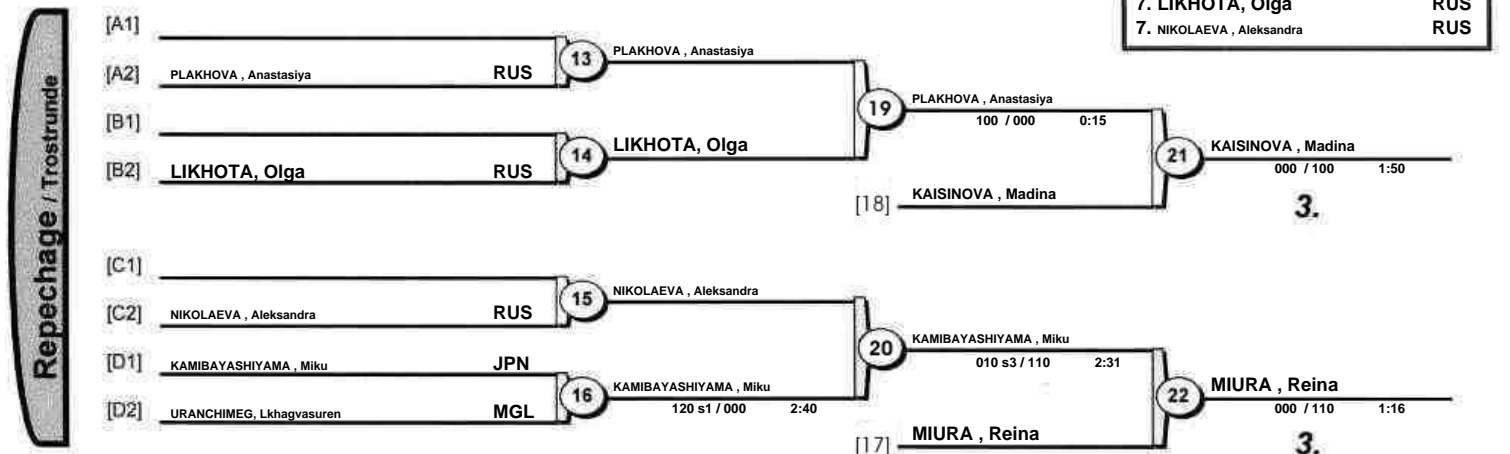 7. LIKHOTA, Olga RUS
7. NIKOLAEVA , Aleksandra RUS
Repechage / Trostrunde
[A1]
[A2] PLAKHOVA , Anastasiya RUS
13
PLAKHOVA , Anastasiya
[B1]
[B2] LIKHOTA, Olga RUS
14
LIKHOTA, Olga
19
PLAKHOVA , Anastasiya
100 / 000 0:15
[18] KAISINOVA , Madina
21
KAISINOVA , Madina
000 / 100 1:50
3.
[C1]
[C2] NIKOLAEVA , Aleksandra RUS
15
NIKOLAEVA , Aleksandra
[D1] KAMIBAYASHIYAMA , Miku JPN
[D2] URANCHIMEG, Lkhagvasuren MGL
16
KAMIBAYASHIYAMA , Miku
120 s1 / 000 2:40
20
KAMIBAYASHIYAMA , Miku
010 s3 / 110 2:31
[17] MIURA , Reina
22
MIURA , Reina
000 / 110 1:16
3.